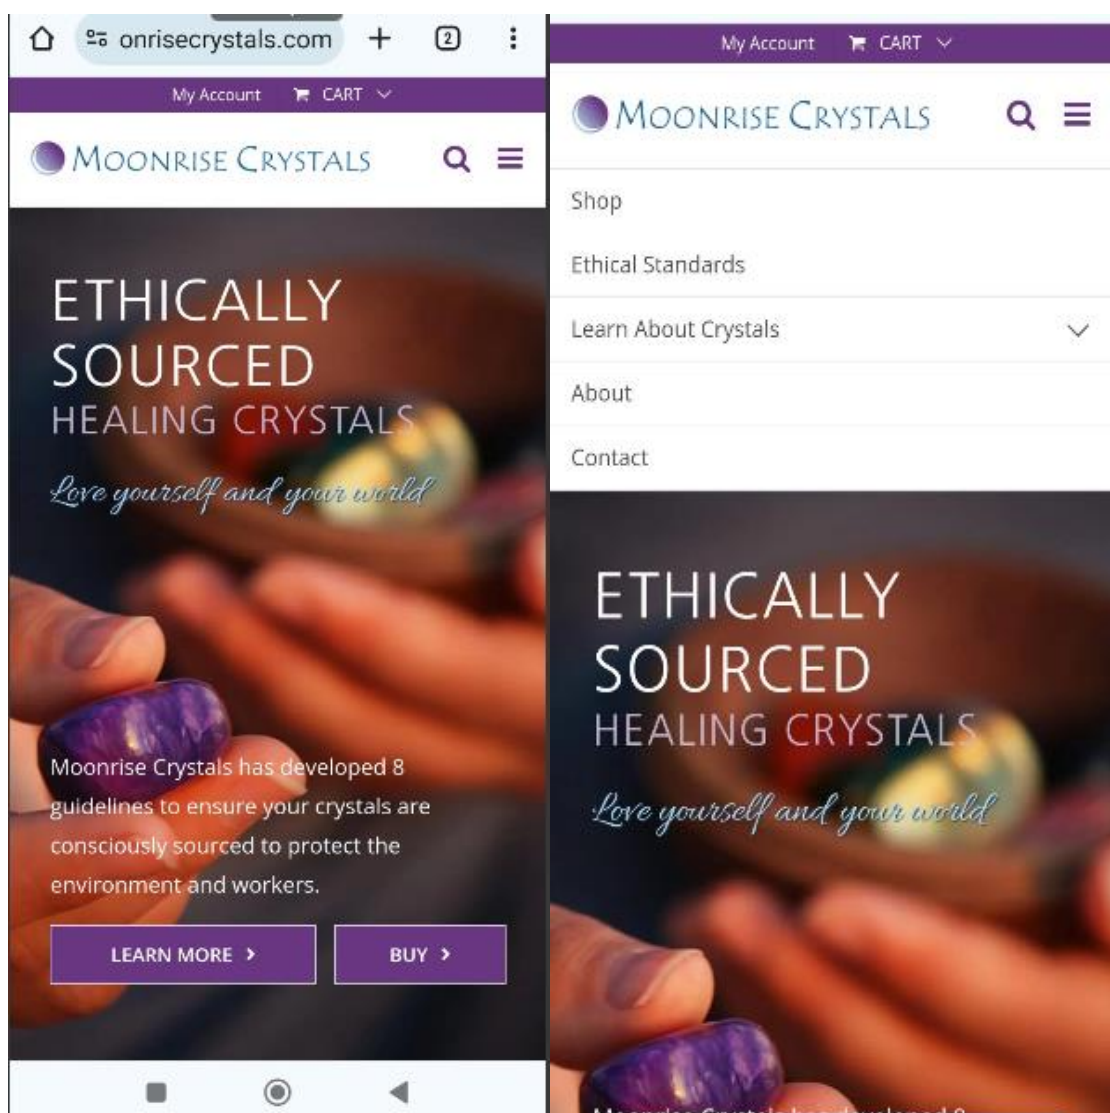 onrisecrystals.com
2
My Account CART
MOONRISE CRYSTALS
ETHICALLY
SOURCED
HEALING CRYSTALS
Love yourself and your world
Moonrise Crystals has developed 8
guidelines to ensure your crystals are
consciously sourced to protect the
environment and workers.
LEARN MORE >
BUY >
My Account CART
MOONRISE CRYSTALS
Shop
Ethical Standards
Learn About Crystals
About
Contact
ETHICALLY
SOURCED
HEALING CRYSTALS
Love yourself and your world